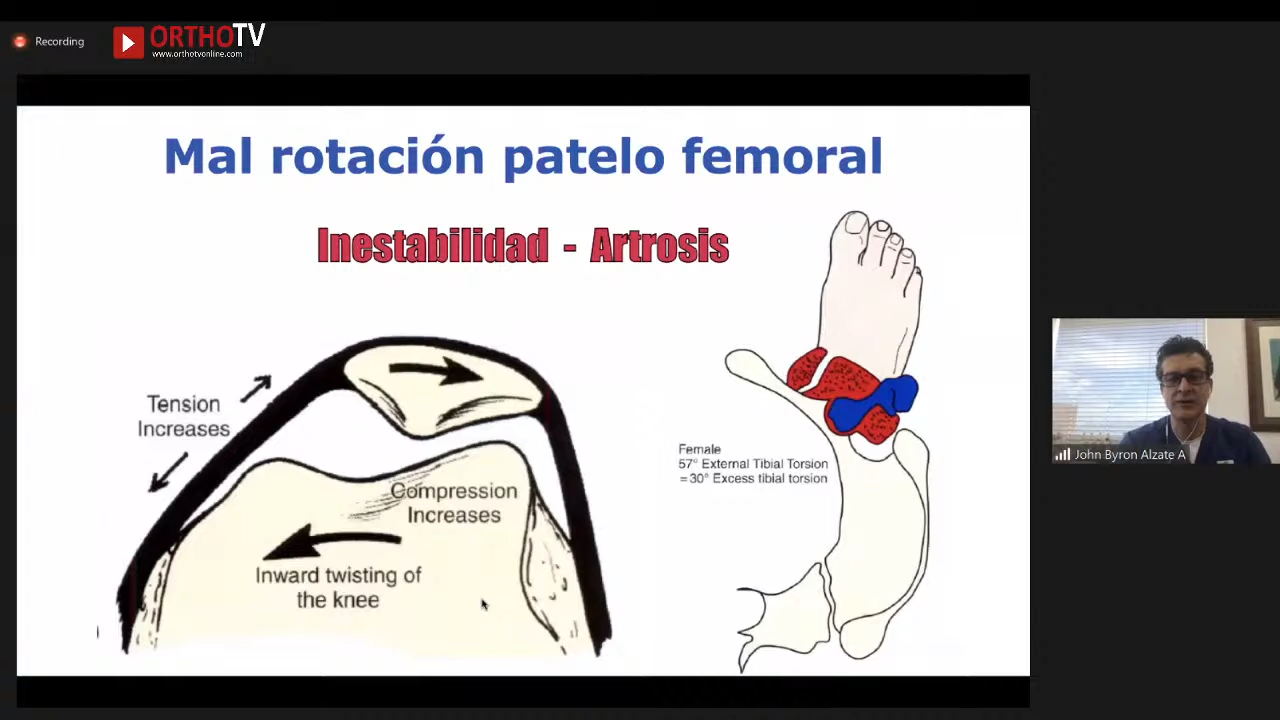 Recording
ORTHOTV
www.orthotvonline.com
Mal rotación patelo femoral
Inestabilidad - Artrosis
Tension
Increases
Compression
Increases
Inward twisting of
the knee
Female
57° External Tibial Torsion
= 30° Excess tibial torsion
John Byron Alzate A